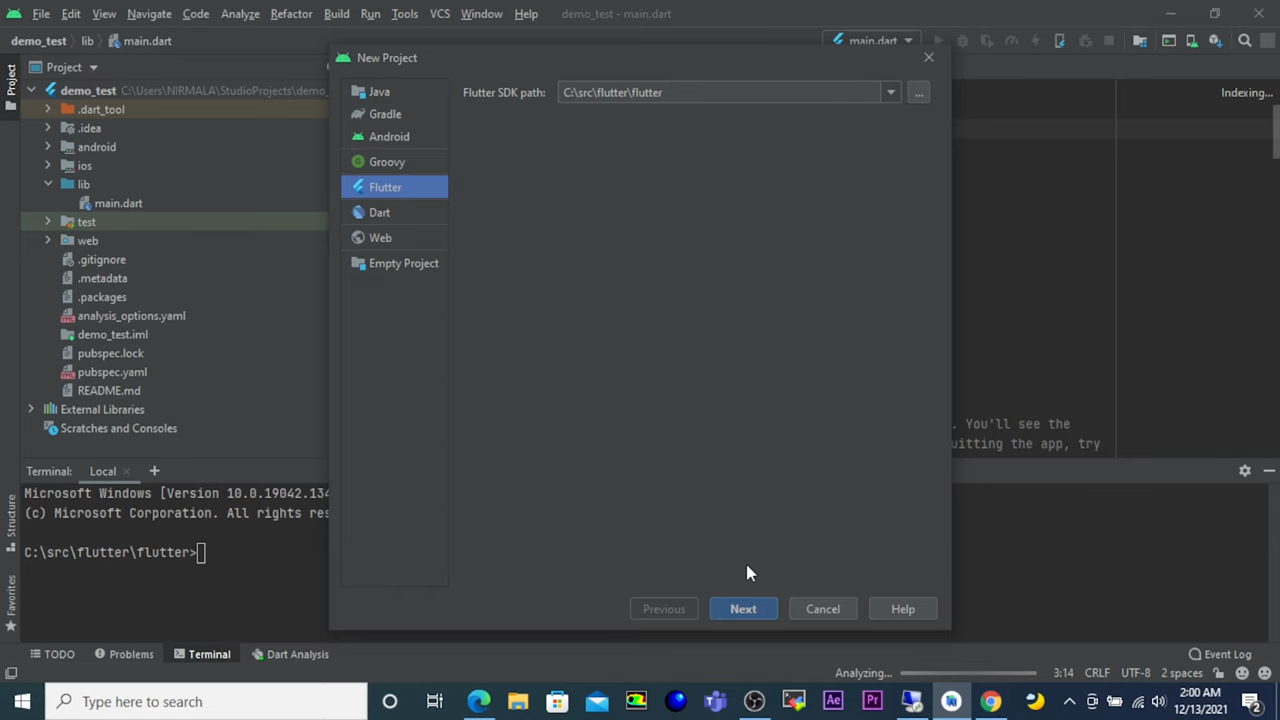 File Edit View Navigate Code Analyze Refactor Build Run Tools VCS Window Help demo_test - main.dart
demo_test lib main.dart main.dart
Project
Project
demo_test C:\Users\NIRMALA\StudioProjects\demo_
.dart_tool
.idea
android
ios
lib
main.dart
test
web
.gitignore
.metadata
.packages
analysis_options.yaml
demo_test.iml
pubspec.lock
pubspec.yaml
README.md
External Libraries
Scratches and Consoles
New Project
Java
Gradle
Android
Groovy
Flutter
Dart
Web
Empty Project
Flutter SDK path: C:\src\flutter\flutter ...
Previous Next Cancel Help
Indexing...
. You'll see the
uitting the app, try
Structure
Favorites
Terminal: Local
Microsoft Windows [Version 10.0.19042.134
(c) Microsoft Corporation. All rights res
C:\src\flutter\flutter>
TODO Problems Terminal Dart Analysis Event Log
Analyzing... 3:14 CRLF UTF-8 2 spaces
Type here to search
Ae Pr
2:00 AM
12/13/2021
2